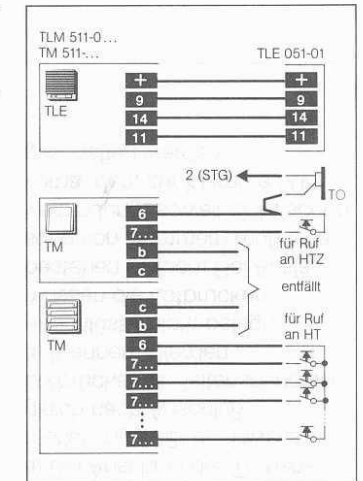 TLM 511-0...
TM 511-...
TLE 051-01
+ +
TLE
9 9
14 14
11 11
2 (STG)
TO
6
7...
TM
b
c
für Ruf
an HTZ
entfällt
c
b
TM
6
7...
7...
7...
7...
7...
für Ruf
an HT